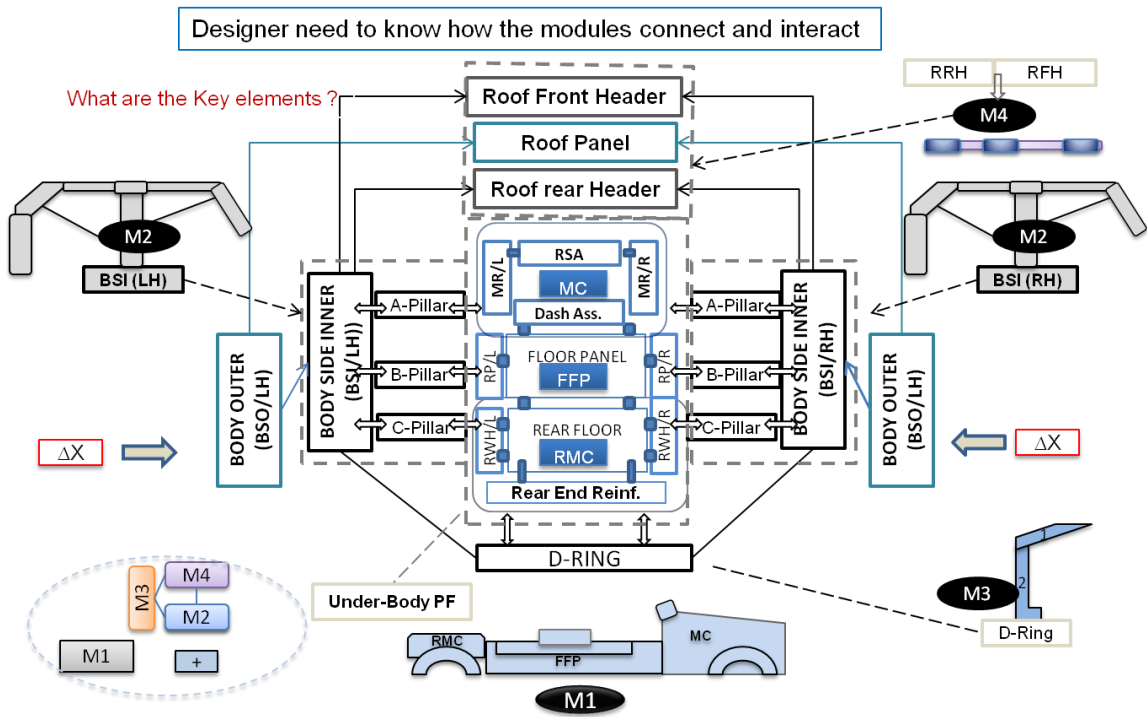 Designer need to know how the modules connect and interact
What are the Key elements ?
Roof Front Header
Roof Panel
Roof rear Header
RRH
RFH
M4
M2
BSI (LH)
M2
BSI (RH)
MR/L
RSA
MC
Dash Ass.
MR/R
BODY OUTER
(BSO/LH)
BODY SIDE INNER
(BSI/LH))
A-Pillar
B-Pillar
C-Pillar
RP/L
FLOOR PANEL
FFP
RP/R
RWH/L
REAR FLOOR
RMC
RWH/R
Rear End Reinf.
A-Pillar
B-Pillar
C-Pillar
BODY SIDE INNER
(BSI/RH)
BODY OUTER
(BSO/LH)
ΔX
ΔX
D-RING
Under-Body PF
M3
M4
M2
M1
+
RMC
FFP
MC
M1
M3
2
D-Ring